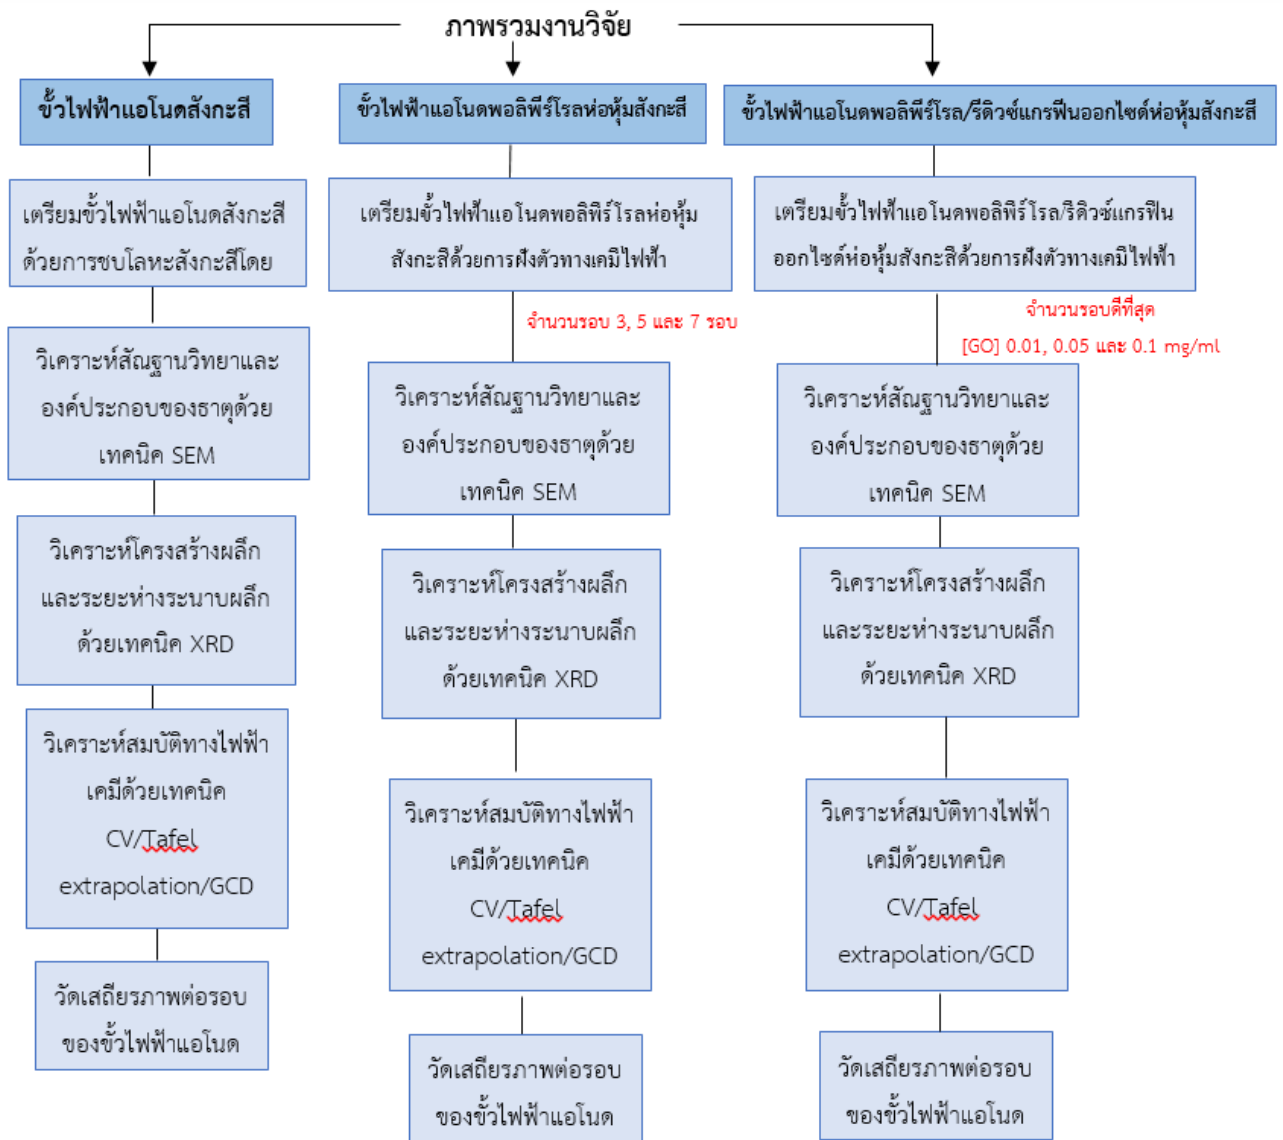 ภาพรวมงานวิจัย
ขั้วไฟฟ้าแอโนดสังกะสี
เตรียมขั้วไฟฟ้าแอโนดสังกะสี
ด้วยการชบโลหะสังกะสีโดย
วิเคราะห์สัณฐานวิทยาและ
องค์ประกอบของธาตุด้วย
เทคนิค SEM
วิเคราะห์โครงสร้างผลึก
และระยะห่างระนาบผลึก
ด้วยเทคนิค XRD
วิเคราะห์สมบัติทางไฟฟ้า
เคมีด้วยเทคนิค
CV/Tafel
extrapolation/GCD
วัดเสถียรภาพต่อรอบ
ของขั้วไฟฟ้าแอโนด
ขั้วไฟฟ้าแอโนดพอลิพีร์โรลห่อหุ้มสังกะสี
เตรียมขั้วไฟฟ้าแอโนดพอลิพีร์โรลห่อหุ้ม
สังกะสีด้วยการฝังตัวทางเคมีไฟฟ้า
จำนวนรอบ 3, 5 และ 7 รอบ
วิเคราะห์สัณฐานวิทยาและ
องค์ประกอบของธาตุด้วย
เทคนิค SEM
วิเคราะห์โครงสร้างผลึก
และระยะห่างระนาบผลึก
ด้วยเทคนิค XRD
วิเคราะห์สมบัติทางไฟฟ้า
เคมีด้วยเทคนิค
CV/Tafel
extrapolation/GCD
วัดเสถียรภาพต่อรอบ
ของขั้วไฟฟ้าแอโนด
ขั้วไฟฟ้าแอโนดพอลิพีร์โรล/รีดิวซ์แกรฟีนออกไซด์ห่อหุ้มสังกะสี
เตรียมขั้วไฟฟ้าแอโนดพอลิพีร์โรล/รีดิวซ์แกรฟีน
ออกไซด์ห่อหุ้มสังกะสีด้วยการฝังตัวทางเคมีไฟฟ้า
จำนวนรอบดีที่สุด
[GO] 0.01, 0.05 และ 0.1 mg/ml
วิเคราะห์สัณฐานวิทยาและ
องค์ประกอบของธาตุด้วย
เทคนิค SEM
วิเคราะห์โครงสร้างผลึก
และระยะห่างระนาบผลึก
ด้วยเทคนิค XRD
วิเคราะห์สมบัติทางไฟฟ้า
เคมีด้วยเทคนิค
CV/Tafel
extrapolation/GCD
วัดเสถียรภาพต่อรอบ
ของขั้วไฟฟ้าแอโนด